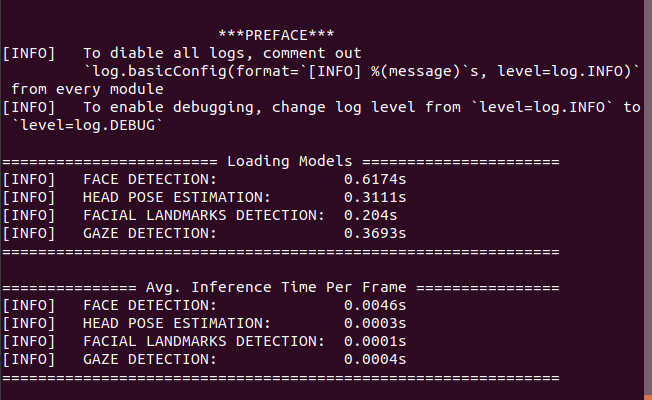 ***PREFACE***
[INFO] To diable all logs, comment out
`log.basicConfig(format=`[INFO] %(message)`s, level=log.INFO)`
from every module
[INFO] To enable debugging, change log level from `level=log.INFO` to
`level=log.DEBUG`
======================== Loading Models ======================
[INFO] FACE DETECTION: 0.6174s
[INFO] HEAD POSE ESTIMATION: 0.3111s
[INFO] FACIAL LANDMARKS DETECTION: 0.204s
[INFO] GAZE DETECTION: 0.3693s
==============================================================
=============== Avg. Inference Time Per Frame ================
[INFO] FACE DETECTION: 0.0046s
[INFO] HEAD POSE ESTIMATION: 0.0003s
[INFO] FACIAL LANDMARKS DETECTION: 0.0001s
[INFO] GAZE DETECTION: 0.0004s
==============================================================